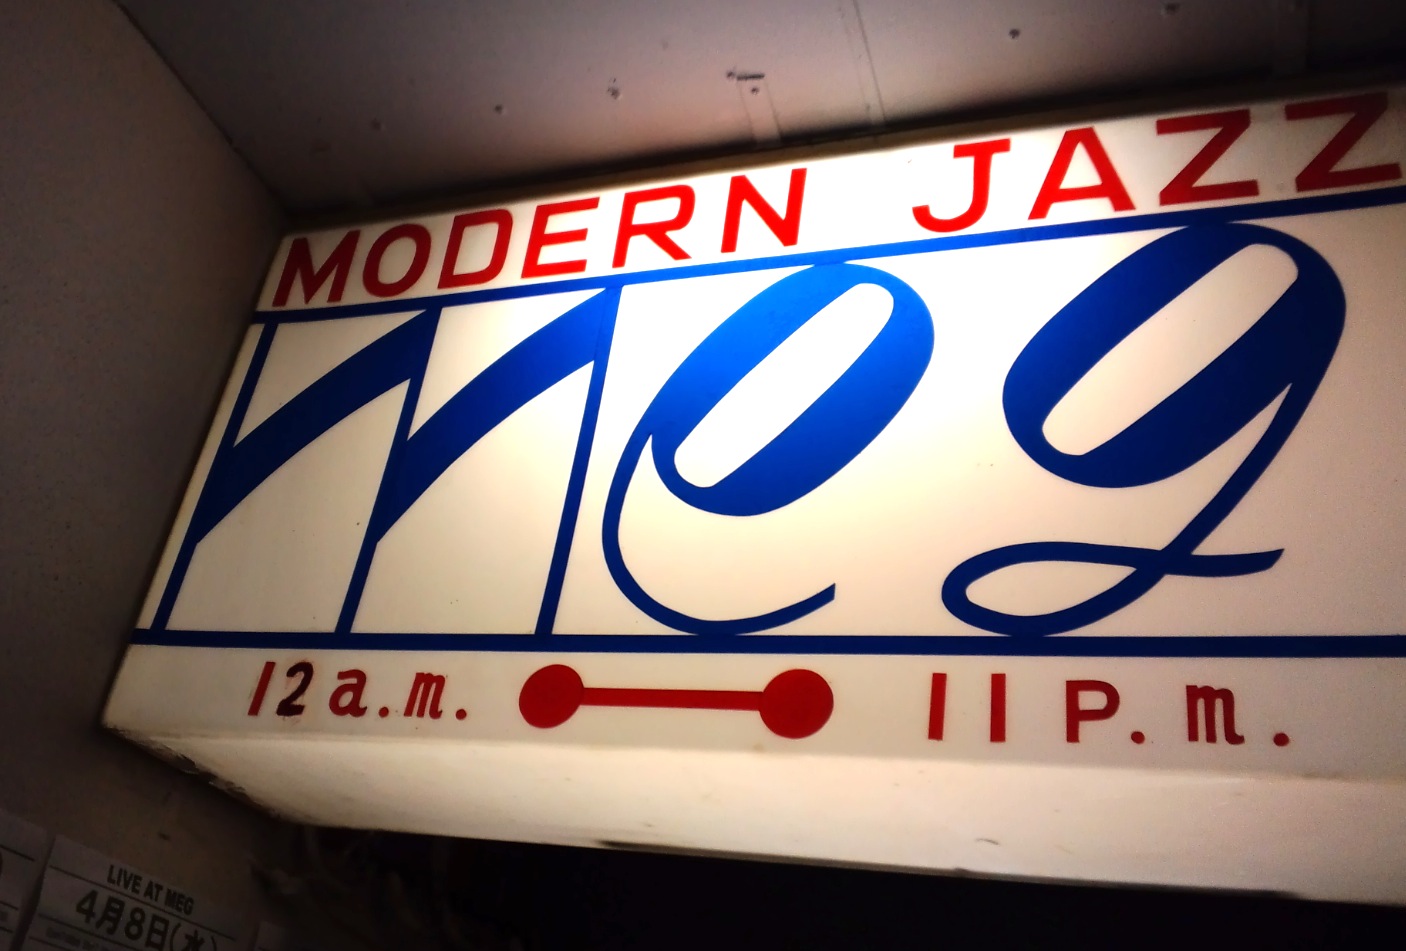 MODERN JAZZ
meg
12 a.m. 11 P.m.
LIVE AT MEG
4月8日(水)